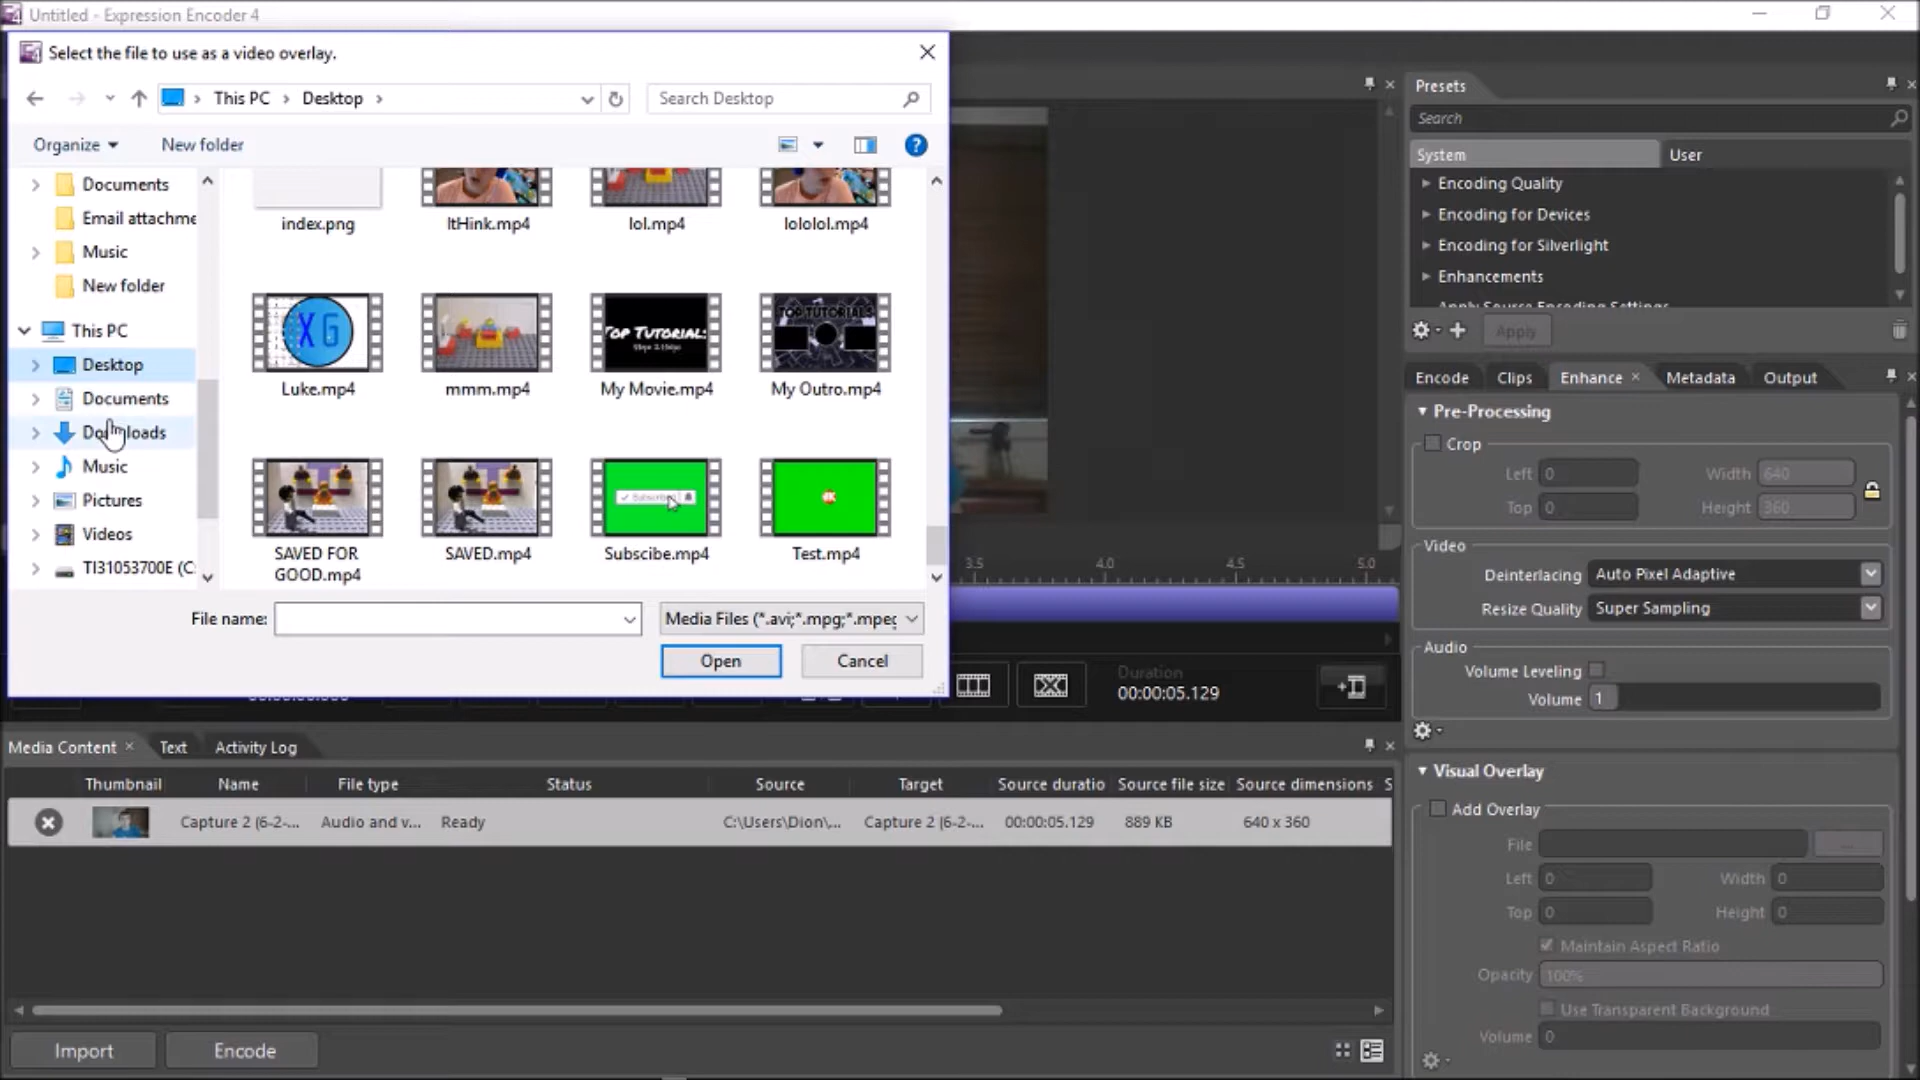 Untitled - Expression Encoder 4
Select the file to use as a video overlay.
This PC
Desktop
Search Desktop
Organize
New folder
Documents
Email attachme
Music
New folder
This PC
Desktop
Documents
Downloads
Music
Pictures
Videos
TI31053700E (C:
index.png
ItHink.mp4
lol.mp4
lololol.mp4
XG
TOP TUTORIAL:
TOP TUTORIALS
Luke.mp4
mmm.mp4
My Movie.mp4
My Outro.mp4
SAVED FOR GOOD.mp4
SAVED.mp4
Subscibe.mp4
Test.mp4
File name:
Media Files (*.avi;*.mpg;*.mpeg
Open
Cancel
3.5
4.0
4.5
5.0
Duration
00:00:05.129
Presets
Search
System
User
Encoding Quality
Encoding for Devices
Encoding for Silverlight
Enhancements
Apply Source Encoding Settings
Apply
Encode
Clips
Enhance
Metadata
Output
Pre-Processing
Crop
Left 0
Width 640
Top 0
Height 360
Video
Deinterlacing Auto Pixel Adaptive
Resize Quality Super Sampling
Audio
Volume Leveling
Volume 1
Visual Overlay
Add Overlay
File
...
Left 0
Width 0
Top 0
Height 0
Maintain Aspect Ratio
Opacity 100%
Use Transparent Background
Volume 0
Media Content
Text
Activity Log
Thumbnail Name File type Status Source Target Source duratio Source file size Source dimensions S
Capture 2 (6-2-... Audio and v... Ready C:\Users\Dion\... Capture 2 (6-2-... 00:00:05.129 889 KB 640 x 360
Import
Encode